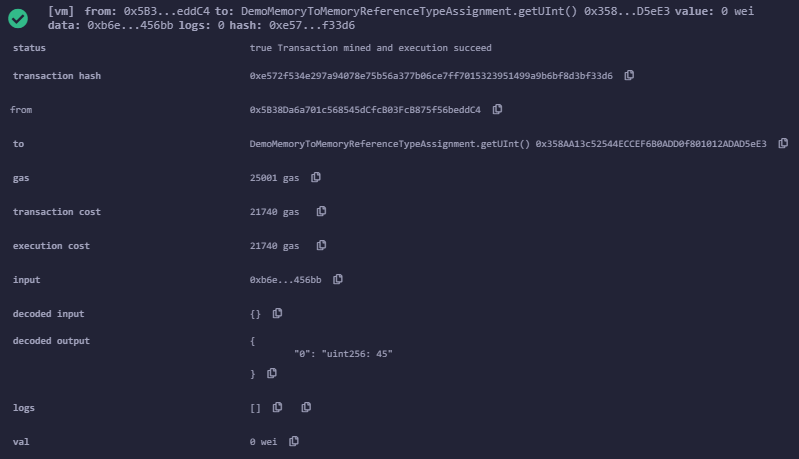 [vm] from: 0x5B3...eddC4 to: DemoMemoryToMemoryReferenceTypeAssignment.getUInt() 0x358...D5eE3 value: 0 wei
data: 0xb6e...456bb logs: 0 hash: 0xe57...f33d6
status true Transaction mined and execution succeed
transaction hash 0xe572f534e297a94078e75b56a377b06ce7ff7015323951499a9b6bf8d3bf33d6
from 0x5B38Da6a701c568545dCfcB03FcB875f56beddC4
to DemoMemoryToMemoryReferenceTypeAssignment.getUInt() 0x358AA13c52544ECCEF6B0ADD0f801012ADAD5eE3
gas 25001 gas
transaction cost 21740 gas
execution cost 21740 gas
input 0xb6e...456bb
decoded input {}
decoded output {
"0": "uint256: 45"
}
logs []
val 0 wei